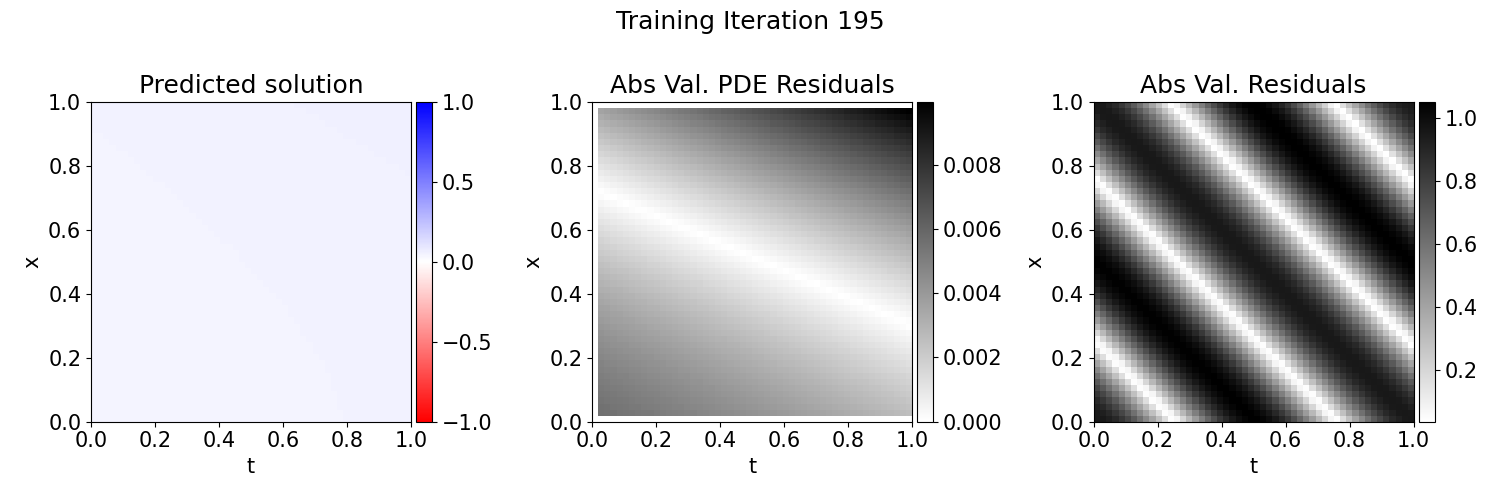 Training Iteration 195
Predicted solution
Abs Val. PDE Residuals
Abs Val. Residuals
1.0
0.8
0.6
0.4
0.2
0.0
x
0.0 0.2 0.4 0.6 0.8 1.0
t
1.0
0.5
0.0
−0.5
−1.0
1.0
0.8
0.6
0.4
0.2
0.0
x
0.0 0.2 0.4 0.6 0.8 1.0
t
0.008
0.006
0.004
0.002
0.000
1.0
0.8
0.6
0.4
0.2
0.0
x
0.0 0.2 0.4 0.6 0.8 1.0
t
1.0
0.8
0.6
0.4
0.2